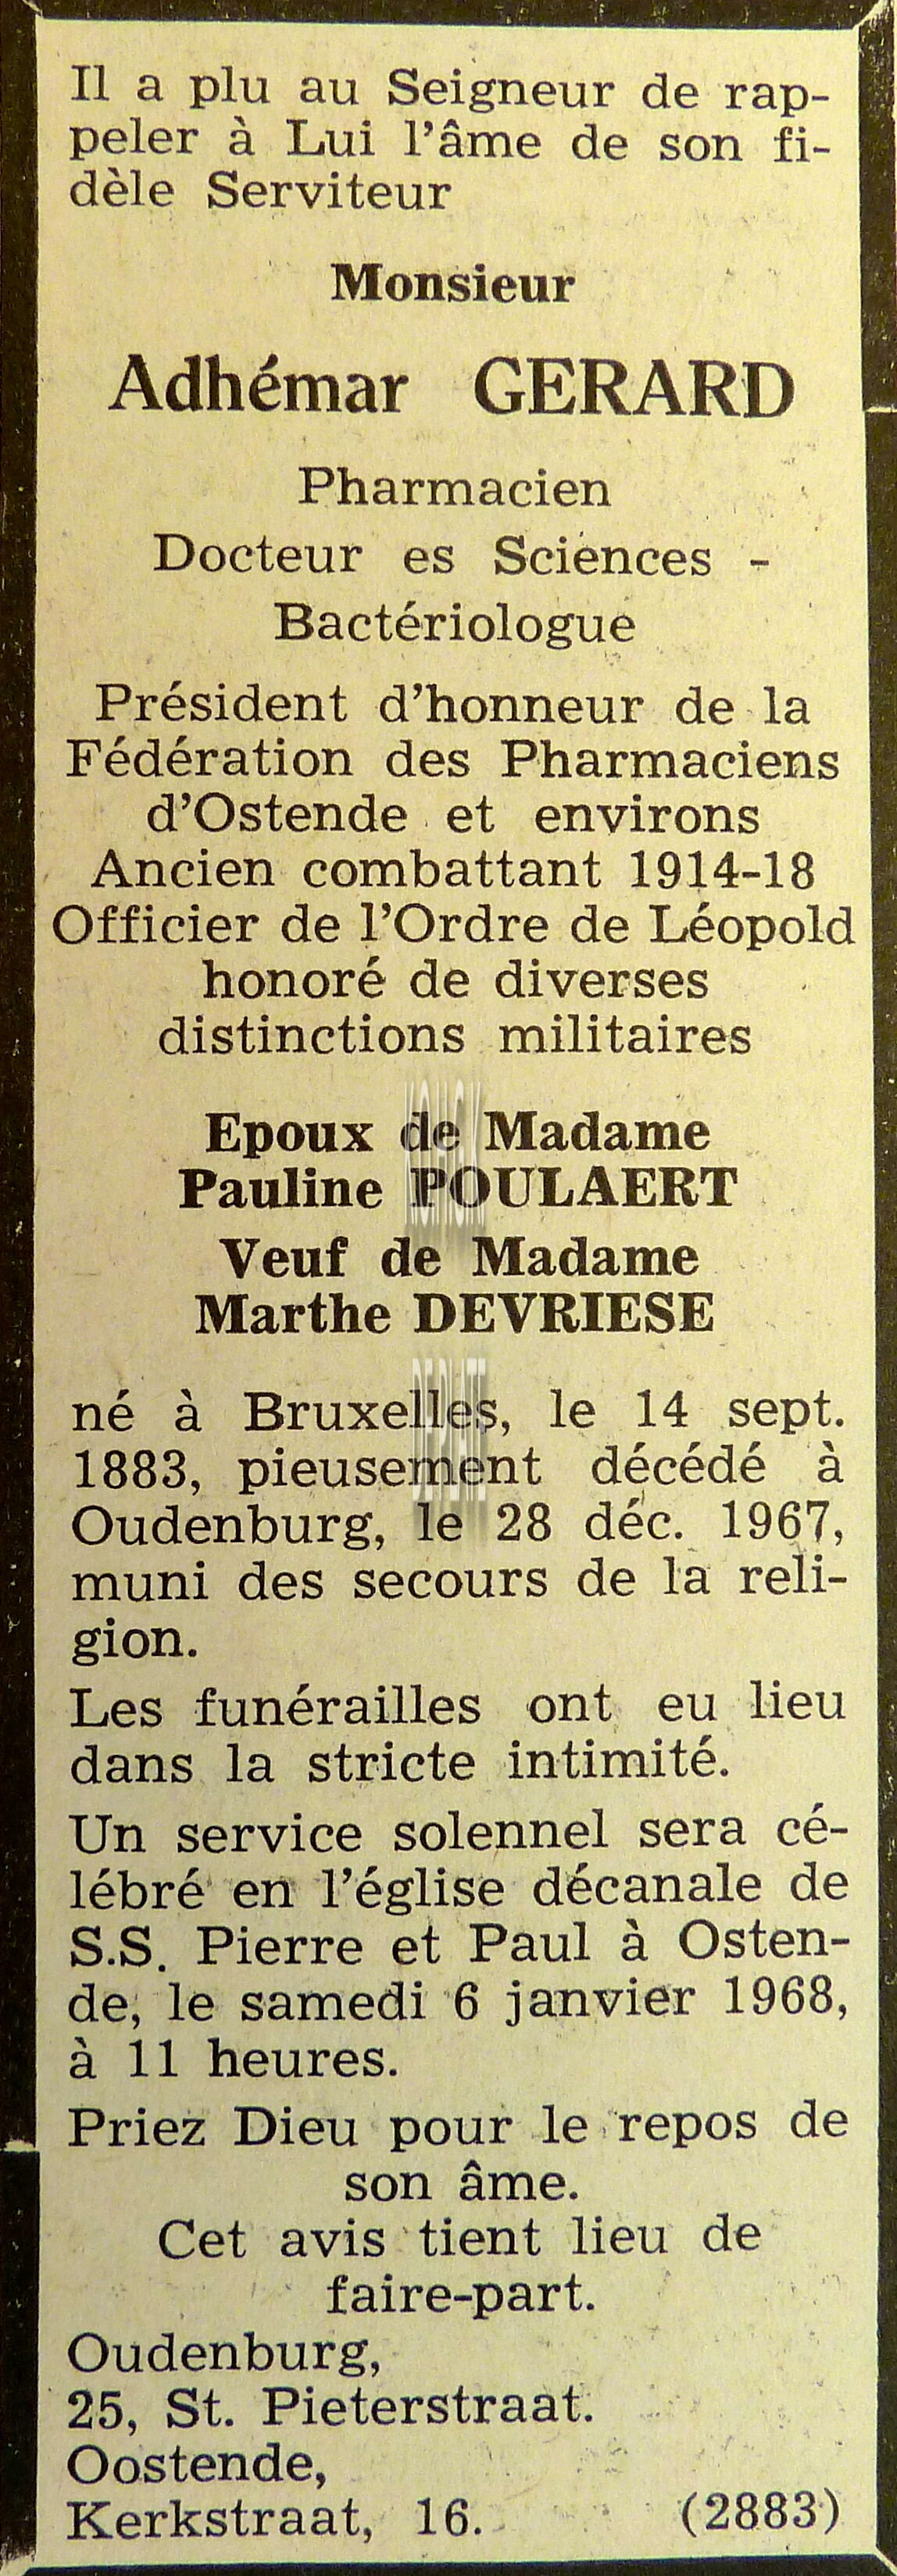 Il a plu au Seigneur de rap-
peler à Lui l'âme de son fi-
dèle Serviteur
Monsieur
Adhémar GERARD
Pharmacien
Docteur es Sciences -
Bactériologue
Président d'honneur de la
Fédération des Pharmaciens
d'Ostende et environs
Ancien combattant 1914-18
Officier de l'Ordre de Léopold
honoré de diverses
distinctions militaires
Epoux de Madame
Pauline POULAERT
Veuf de Madame
Marthe DEVRIESE
né à Bruxelles, le 14 sept.
1883, pieusement décédé à
Oudenburg, le 28 déc. 1967,
muni des secours de la reli-
gion.
Les funérailles ont eu lieu
dans la stricte intimité.
Un service solennel sera cé-
lébré en l'église décanale de
S.S. Pierre et Paul à Osten-
de, le samedi 6 janvier 1968,
à 11 heures.
Priez Dieu pour le repos de
son âme.
Cet avis tient lieu de
faire-part.
Oudenburg,
25, St. Pieterstraat.
Oostende,
Kerkstraat, 16. (2883)